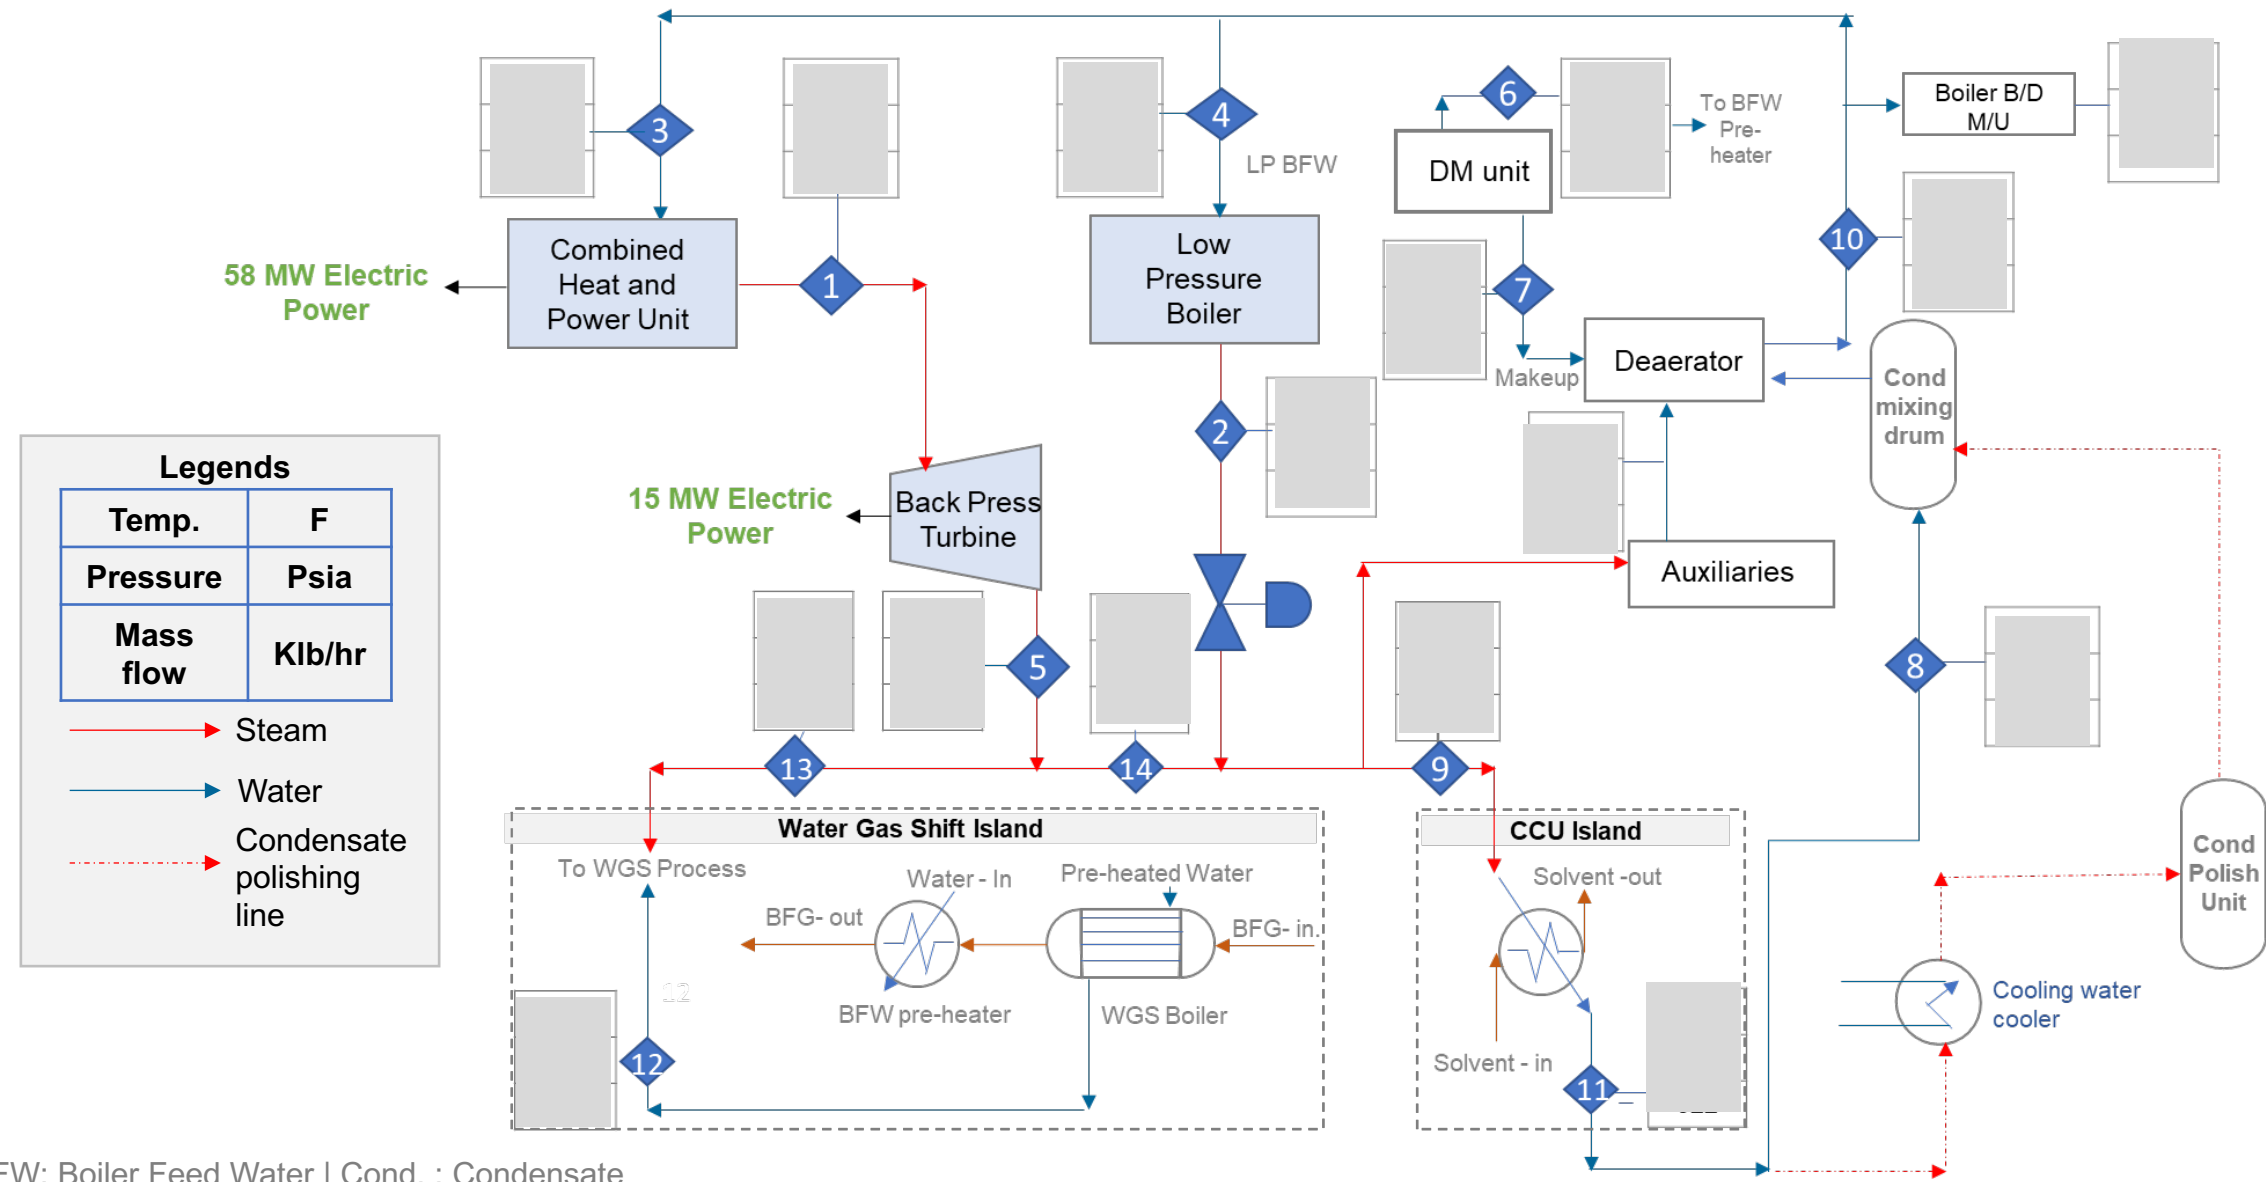 3
4
6
To BFW
Pre-
heater
Boiler B/D
M/U
LP BFW
DM unit
10
Combined
Heat and
Power Unit
58 MW Electric
Power
1
Low
Pressure
Boiler
7
Makeup
Deaerator
Cond
mixing
drum
2
Legends
Temp.
F
Pressure
Psia
Mass
flow
Klb/hr
Steam
Water
Condensate
polishing
line
15 MW Electric
Power
Back Press
Turbine
Auxiliaries
5
8
13
14
9
Water Gas Shift Island
To WGS Process
Water - In
Pre-heated Water
BFG- out
BFG- in.
12
BFW pre-heater
WGS Boiler
12
CCU Island
Solvent -out
Solvent - in
11
Cond
Polish
Unit
Cooling water
cooler
FW: Boiler Feed Water | Cond. : Condensate